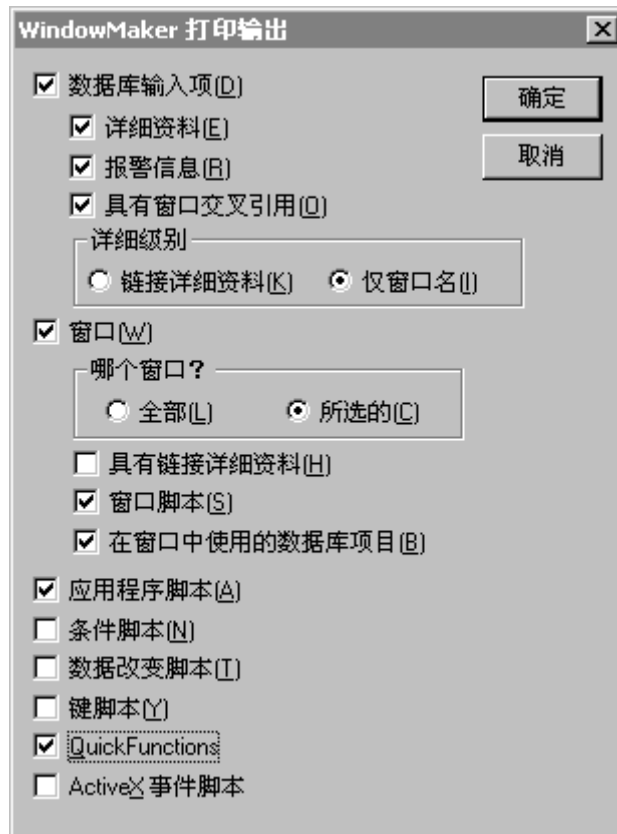 WindowMaker 打印输出
数据库输入项(D)
确定
详细资料(E)
报警信息(R)
取消
具有窗口交叉引用(O)
详细级别
链接详细资料(K) 仅窗口名(I)
窗口(W)
哪个窗口?
全部(L) 所选的(C)
具有链接详细资料(H)
窗口脚本(S)
在窗口中使用的数据库项目(B)
应用程序脚本(A)
条件脚本(N)
数据改变脚本(T)
键脚本(Y)
QuickFunctions
ActiveX 事件脚本